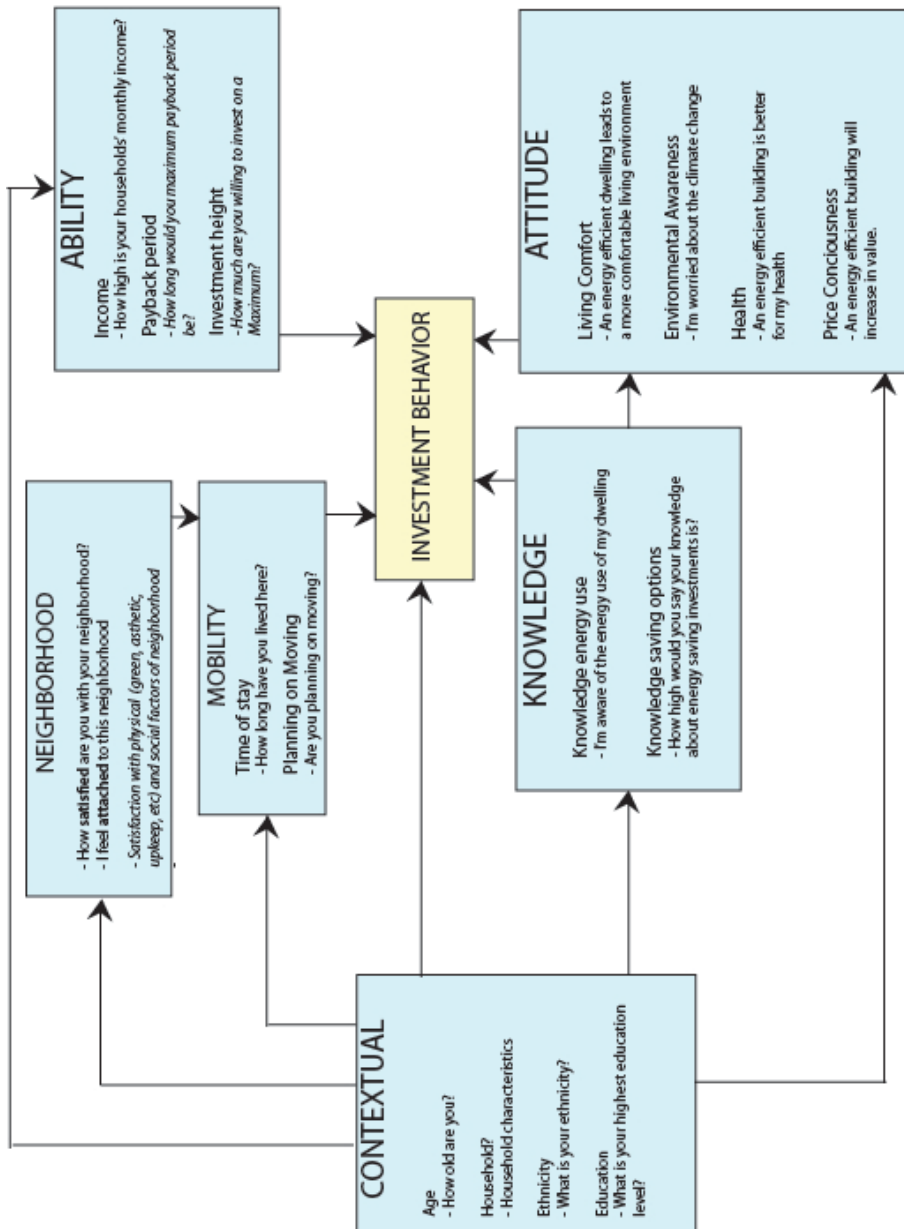 CONTEXTUAL
Age
- How old are you?
Household?
- Household characteristics
Ethnicity
- What is your ethnicity?
Education
- What is your highest education
level?
NEIGHBORHOOD
- How satisfied are you with your neighborhood?
- I feel attached to this neighborhood
- Satisfaction with physical (green, asthetic,
upkeep, etc) and social factors of neighborhood
-
MOBILITY
Time of stay
- How long have you lived here?
Planning on Moving
- Are you planning on moving?
INVESTMENT BEHAVIOR
KNOWLEDGE
Knowledge energy use
- I'm aware of the energy use of my dwelling
Knowledge saving options
- How high would you say your knowledge
about energy saving investments is?
ABILITY
Income
- How high is your households' monthly income?
Payback period
- How long would you maximum payback period
be?
Investment height
- How much are you willing to invest on a
Maximum?
ATTITUDE
Living Comfort
- An energy efficient dwelling leads to
a more comfortable living environment
Environmental Awareness
- I'm worried about the climate change
Health
- An energy efficient building is better
for my health
Price Conciousness
- An energy efficient building will
increase in value.